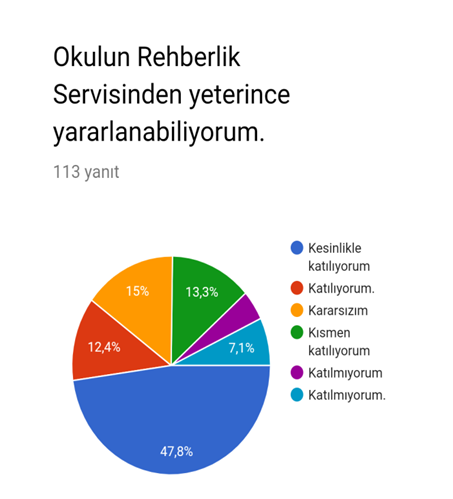 Okulun Rehberlik
Servisinden yeterince
yararlanabiliyorum.
113 yanıt
Kesinlikle
katılıyorum
Katılıyorum.
Kararsızım
Kısmen
katılıyorum
Katılmıyorum
Katılmıyorum.
15%
13,3%
12,4%
7,1%
47,8%